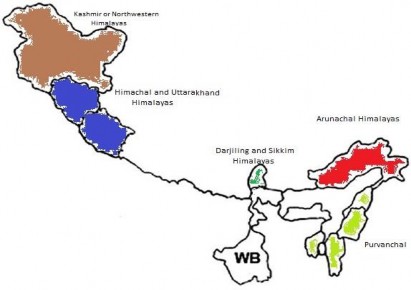 Kashmir or Northwestern
Himalayas
Himachal and Uttarakhand
Himalayas
Arunachal Himalayas
Darjiling and Sikkim
Himalayas
Purvanchal
WB